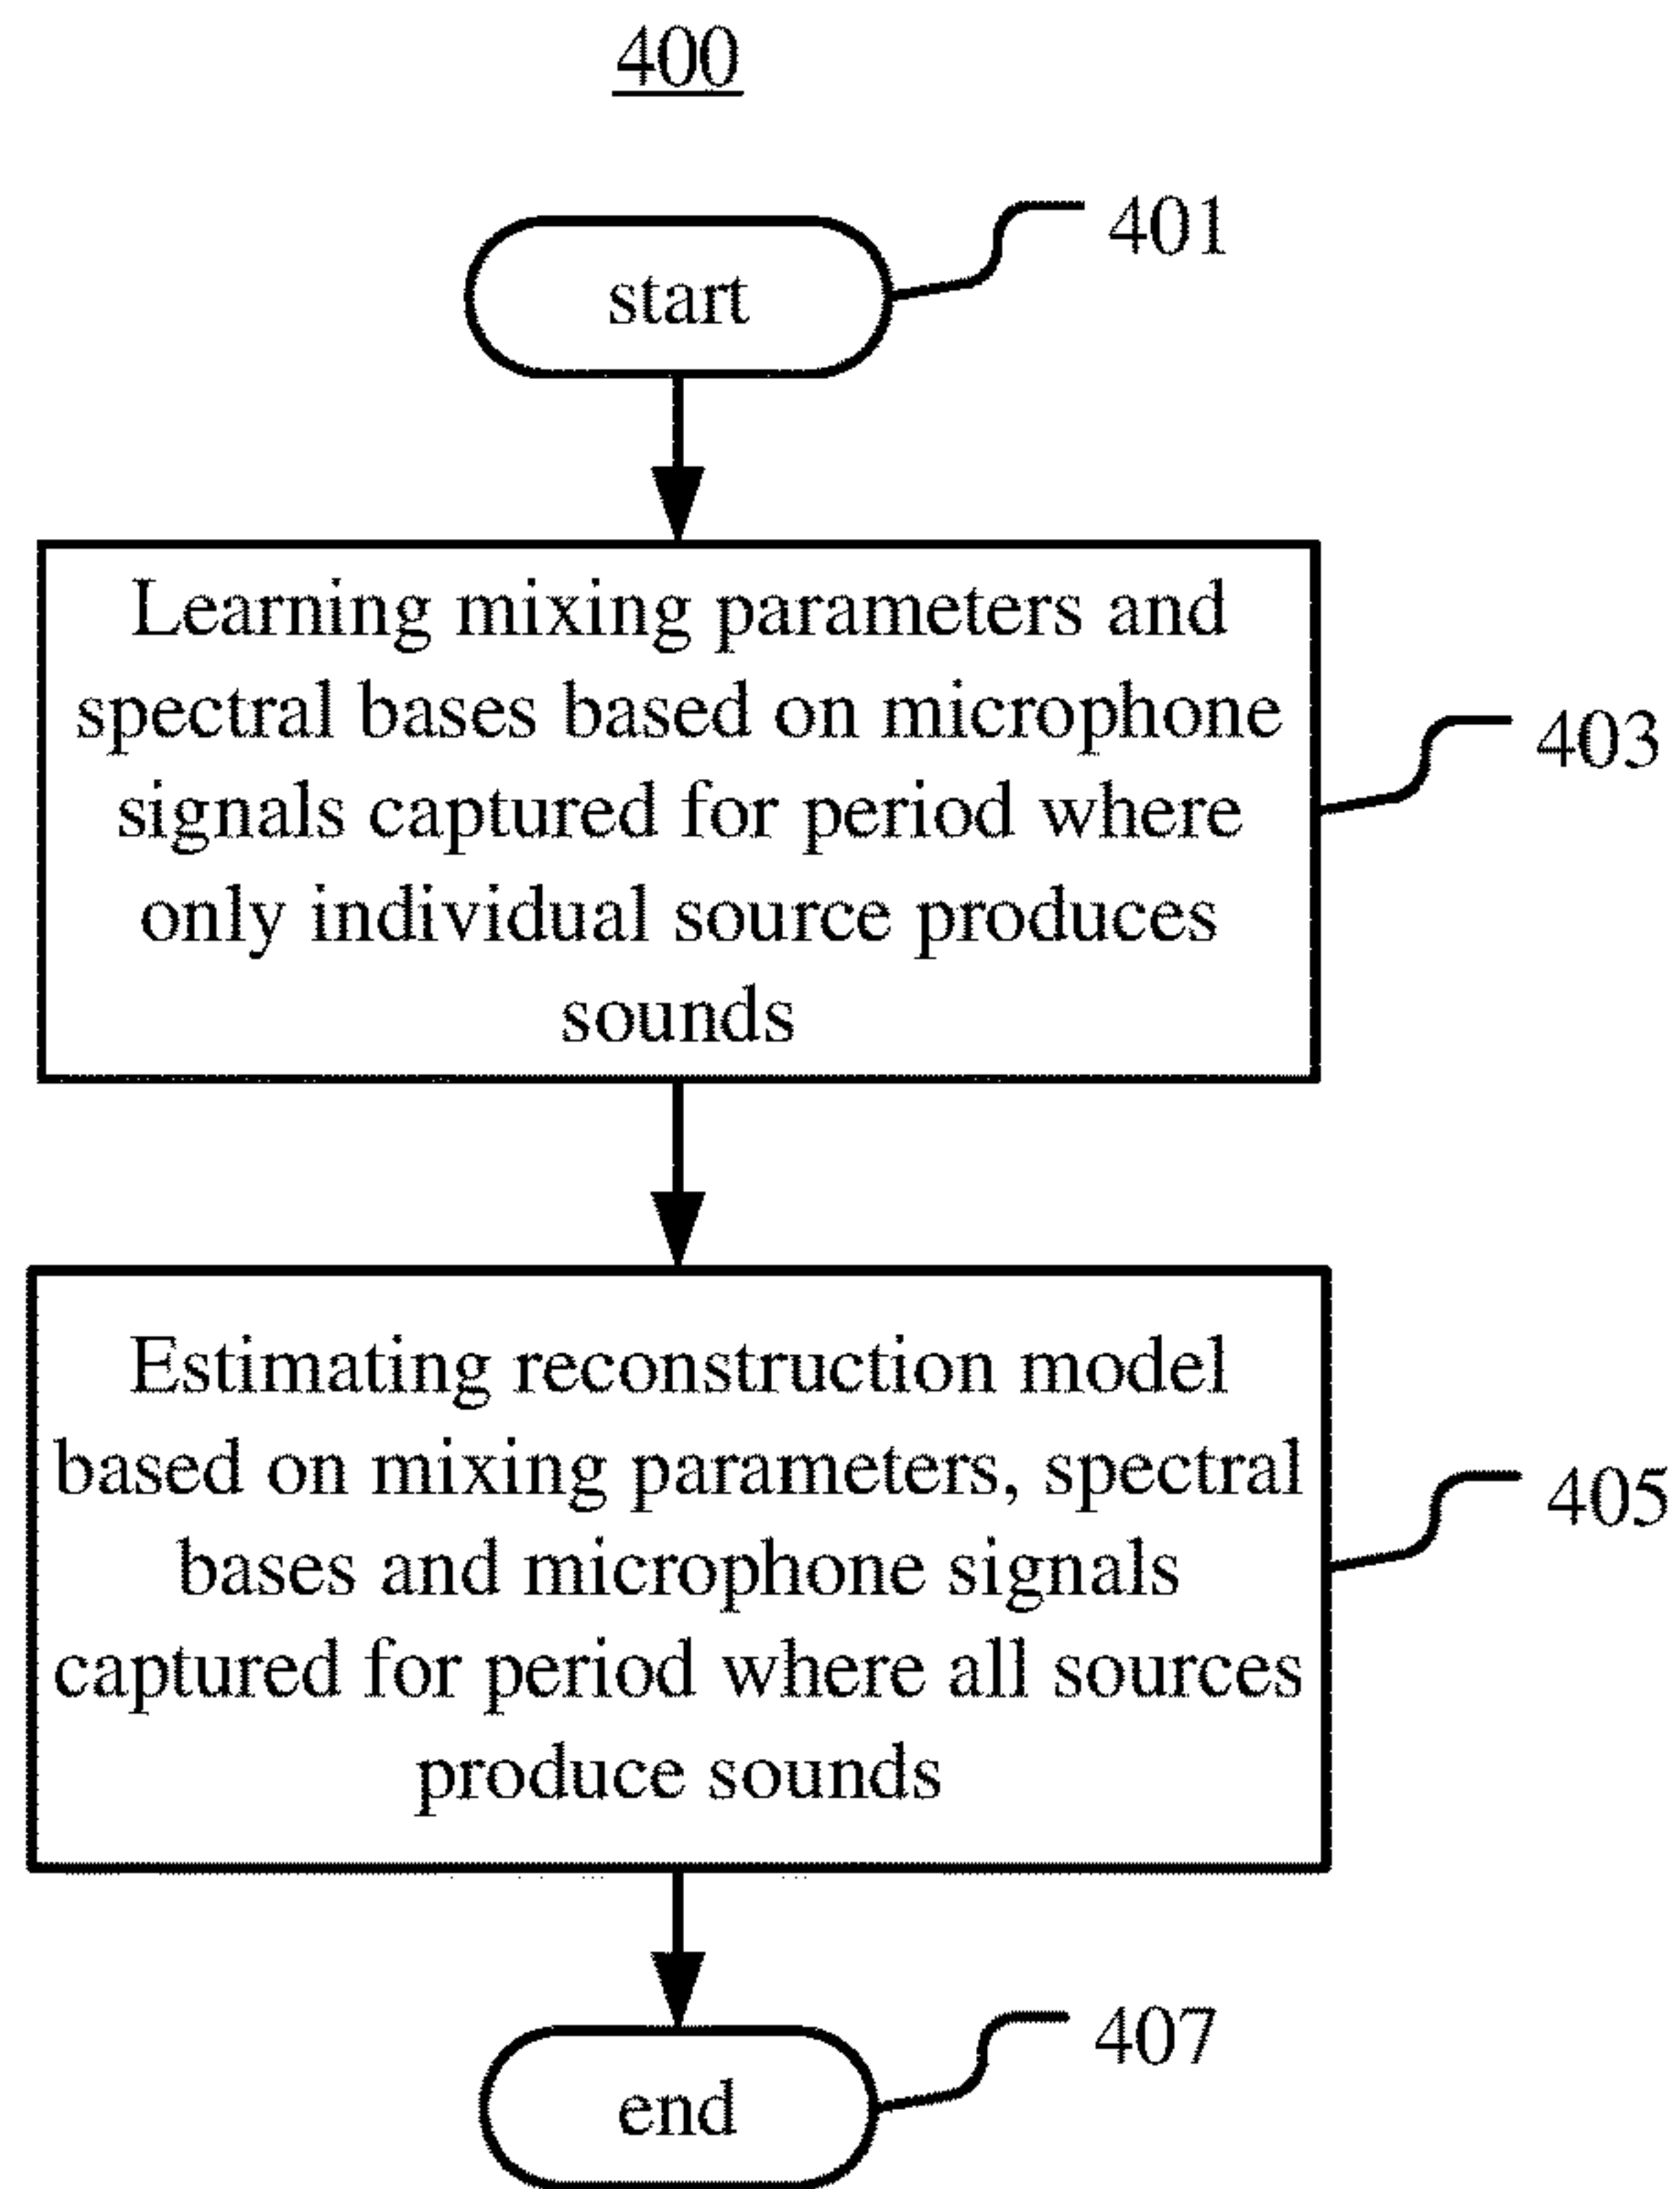 400
start
401
Learning mixing parameters and
spectral bases based on microphone
signals captured for period where
only individual source produces
sounds
403
Estimating reconstruction model
based on mixing parameters, spectral
bases and microphone signals
captured for period where all sources
produce sounds
405
end
407